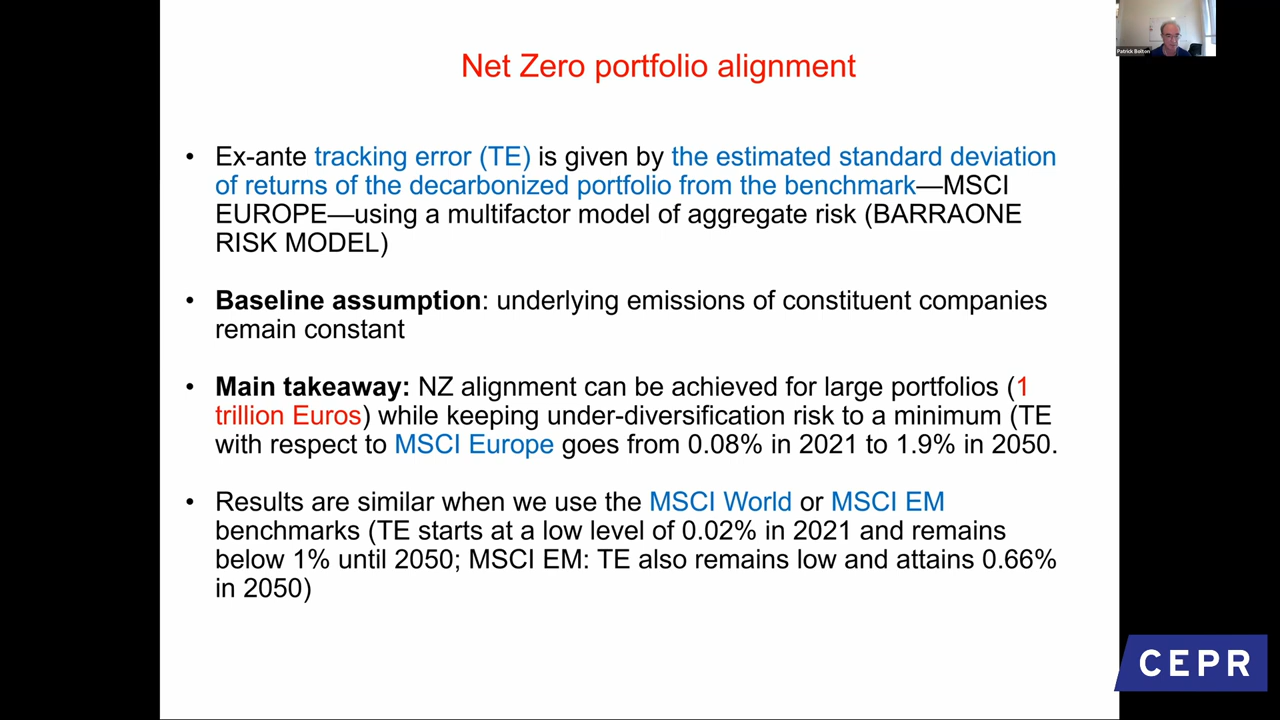 Patrick Bolton
Net Zero portfolio alignment
• Ex-ante tracking error (TE) is given by the estimated standard deviation
of returns of the decarbonized portfolio from the benchmark—MSCI
EUROPE—using a multifactor model of aggregate risk (BARRAONE
RISK MODEL)
• Baseline assumption: underlying emissions of constituent companies
remain constant
• Main takeaway: NZ alignment can be achieved for large portfolios (1
trillion Euros) while keeping under-diversification risk to a minimum (TE
with respect to MSCI Europe goes from 0.08% in 2021 to 1.9% in 2050.
• Results are similar when we use the MSCI World or MSCI EM
benchmarks (TE starts at a low level of 0.02% in 2021 and remains
below 1% until 2050; MSCI EM: TE also remains low and attains 0.66%
in 2050)
CEPR